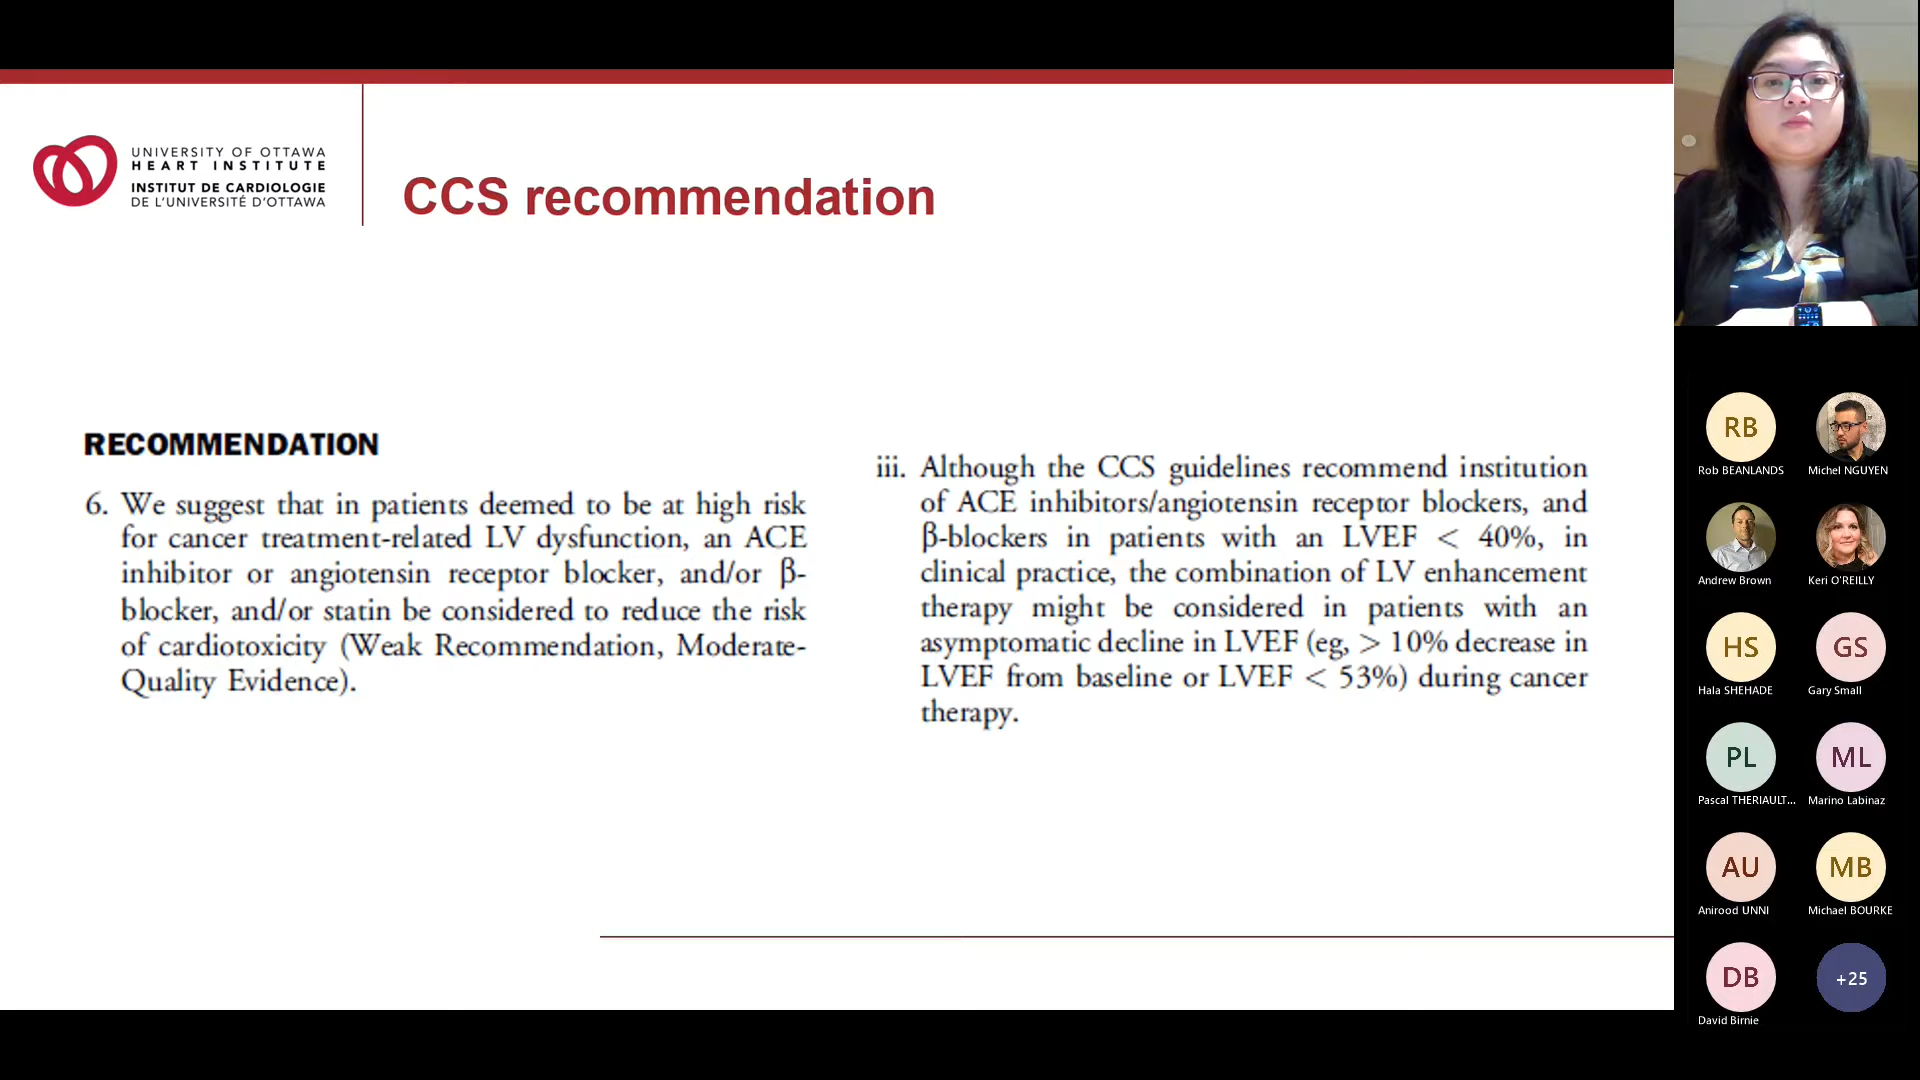 UNIVERSITY OF OTTAWA
HEART INSTITUTE
INSTITUT DE CARDIOLOGIE
DE L'UNIVERSITÉ D'OTTAWA
CCS recommendation
RECOMMENDATION
6. We suggest that in patients deemed to be at high risk
for cancer treatment-related LV dysfunction, an ACE
inhibitor or angiotensin receptor blocker, and/or β-
blocker, and/or statin be considered to reduce the risk
of cardiotoxicity (Weak Recommendation, Moderate-
Quality Evidence).
iii. Although the CCS guidelines recommend institution
of ACE inhibitors/angiotensin receptor blockers, and
β-blockers in patients with an LVEF < 40%, in
clinical practice, the combination of LV enhancement
therapy might be considered in patients with an
asymptomatic decline in LVEF (eg, > 10% decrease in
LVEF from baseline or LVEF < 53%) during cancer
therapy.
RB
Rob BEANLANDS
Michel NGUYEN
Andrew Brown
Keri O'REILLY
HS
GS
Hala SHEHADE
Gary Small
PL
ML
Pascal THERIAULT...
Marino Labinaz
AU
MB
Anirood UNNI
Michael BOURKE
DB
+25
David Birnie